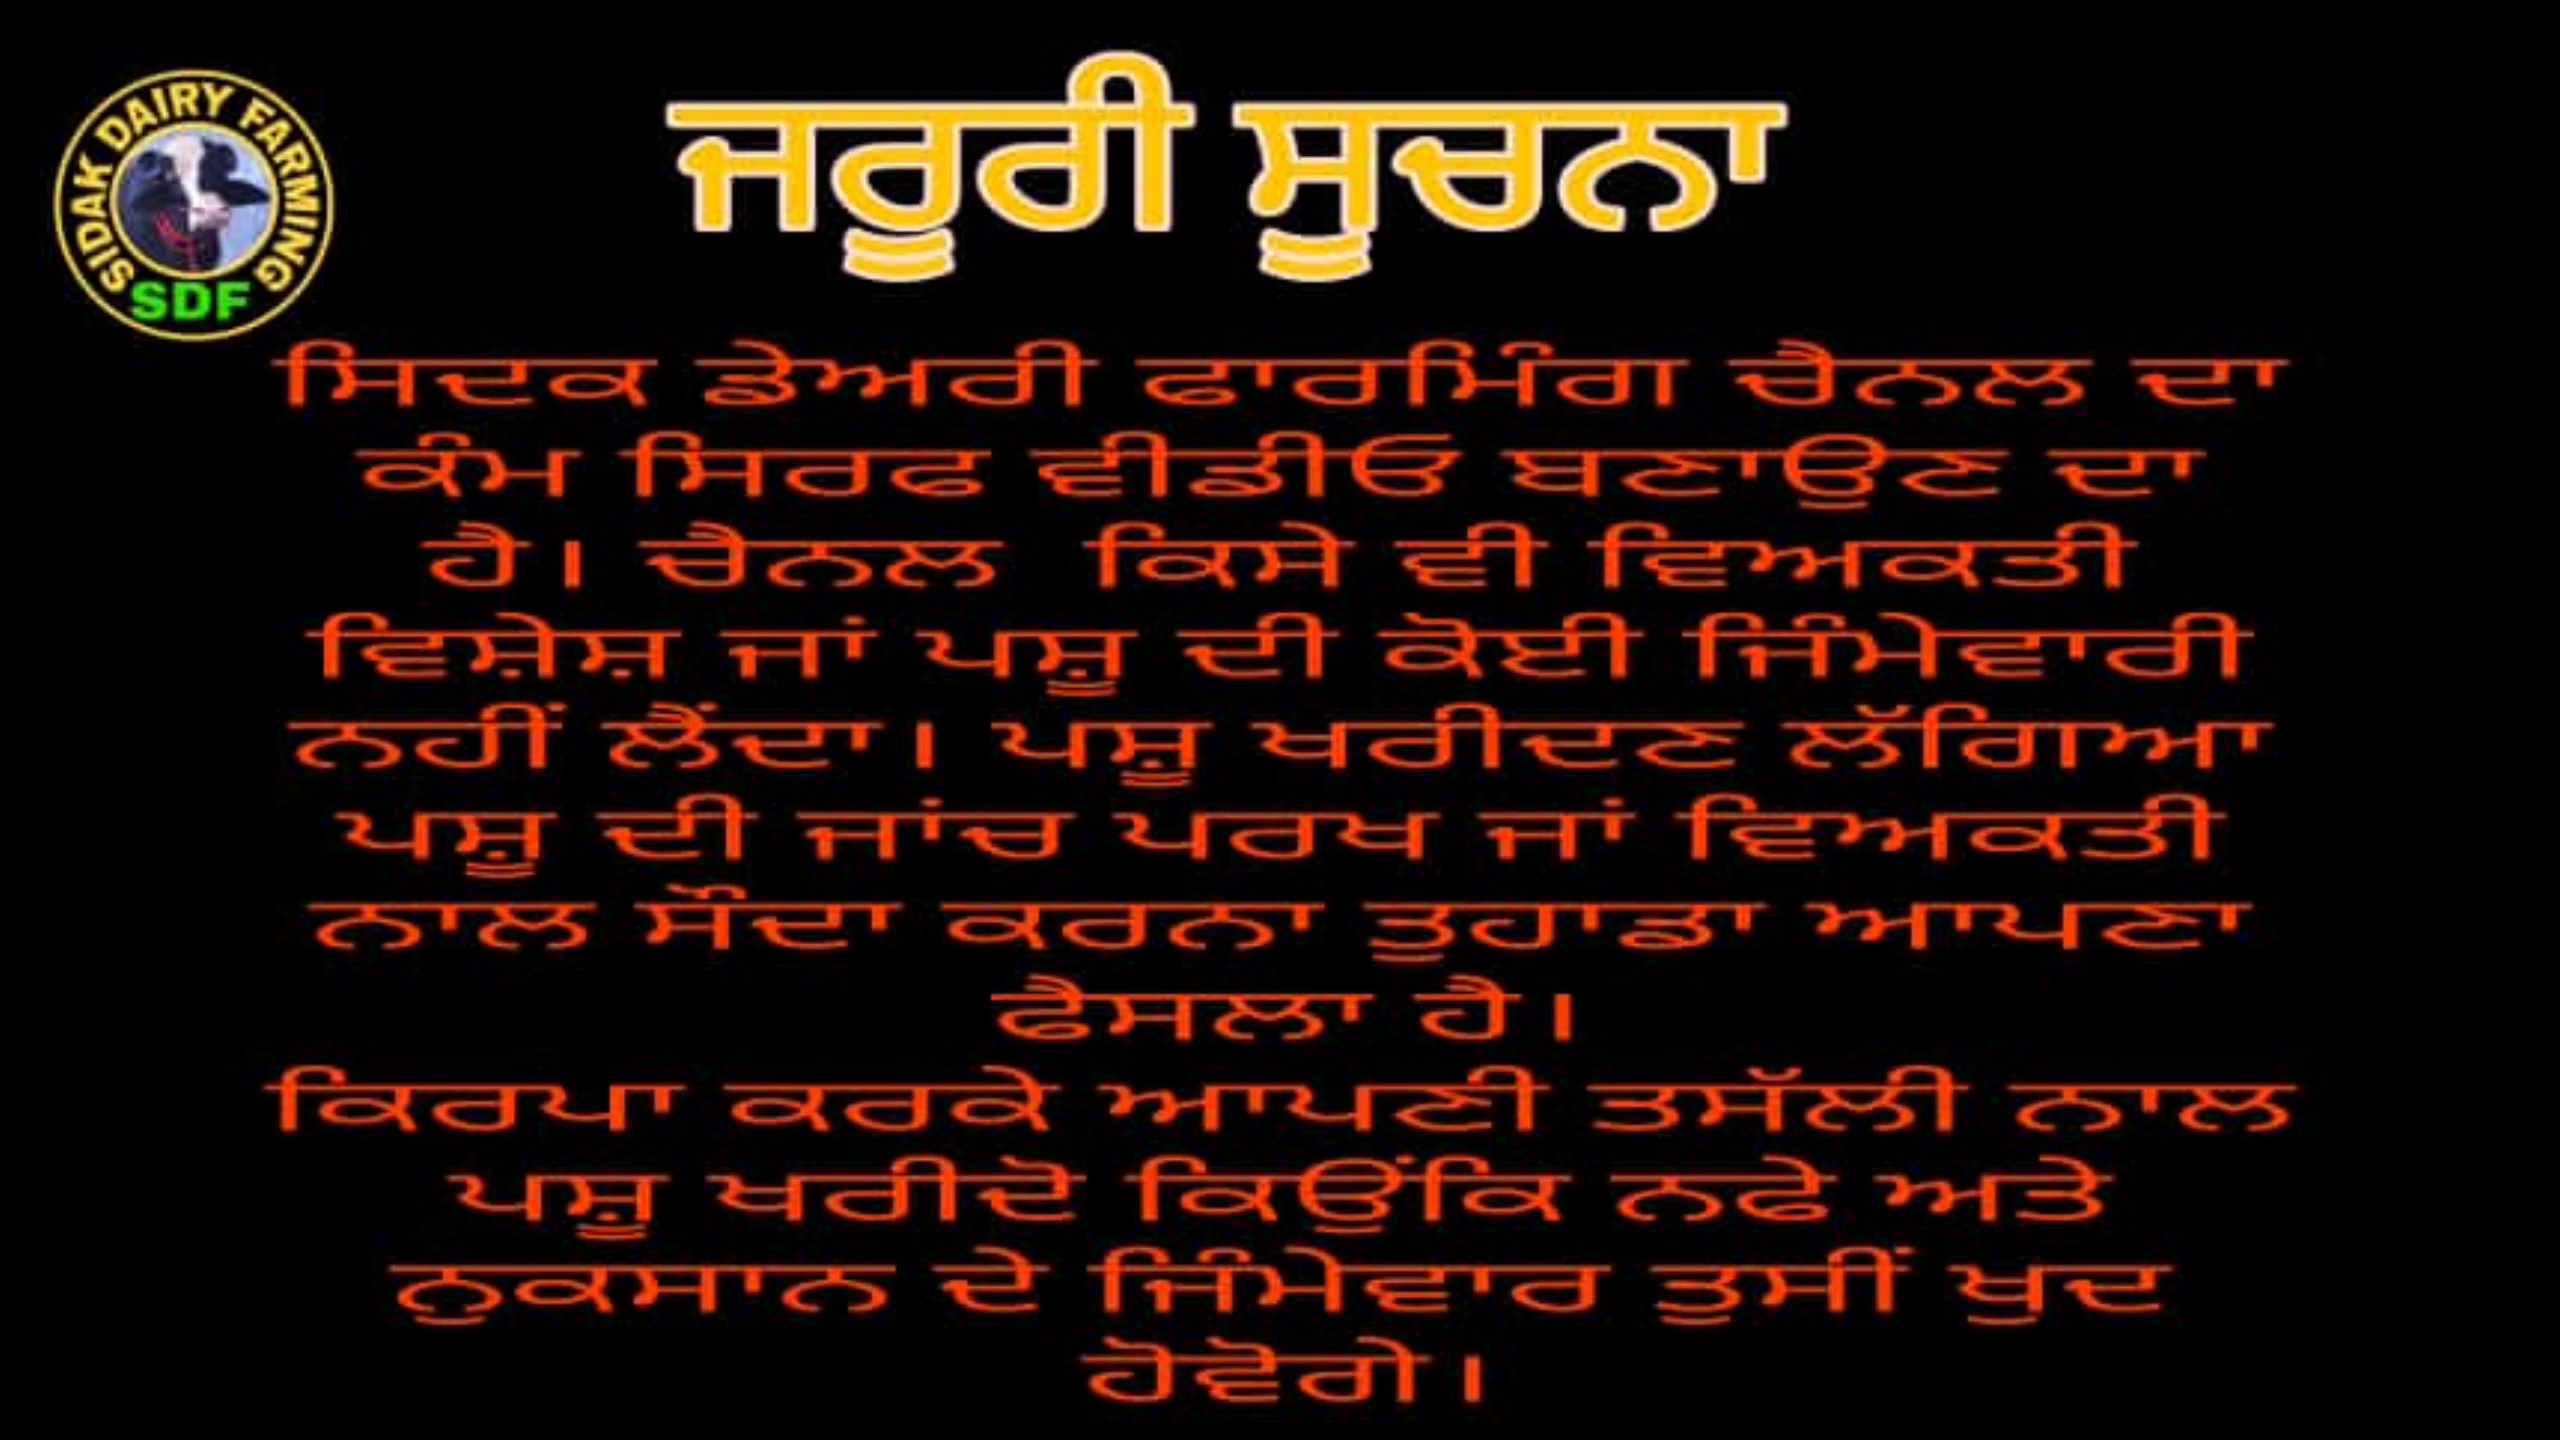 SIDAK DAIRY FARMING
SDF
ਜਰੂਰੀ ਸੂਚਨਾ
ਸਿਦਕ ਡੇਅਰੀ ਫਾਰਮਿੰਗ ਚੈਨਲ ਦਾ
ਕੰਮ ਸਿਰਫ ਵੀਡੀਓ ਬਣਾਉਣ ਦਾ
ਹੈ। ਚੈਨਲ ਕਿਸੇ ਵੀ ਵਿਅਕਤੀ
ਵਿਸ਼ੇਸ਼ ਜਾਂ ਪਸ਼ੂ ਦੀ ਕੋਈ ਜਿੰਮੇਵਾਰੀ
ਨਹੀਂ ਲੈਂਦਾ। ਪਸ਼ੂ ਖਰੀਦਣ ਲੱਗਿਆ
ਪਸ਼ੂ ਦੀ ਜਾਂਚ ਪਰਖ ਜਾਂ ਵਿਅਕਤੀ
ਨਾਲ ਸੌਦਾ ਕਰਨਾ ਤੁਹਾਡਾ ਆਪਣਾ
ਫੈਸਲਾ ਹੈ।
ਕਿਰਪਾ ਕਰਕੇ ਆਪਣੀ ਤਸੱਲੀ ਨਾਲ
ਪਸ਼ੂ ਖਰੀਦੋ ਕਿਉਂਕਿ ਨਫੇ ਅਤੇ
ਨੁਕਸਾਨ ਦੇ ਜਿੰਮੇਵਾਰ ਤੁਸੀਂ ਖੁਦ
ਹੋਵੋਗੇ।